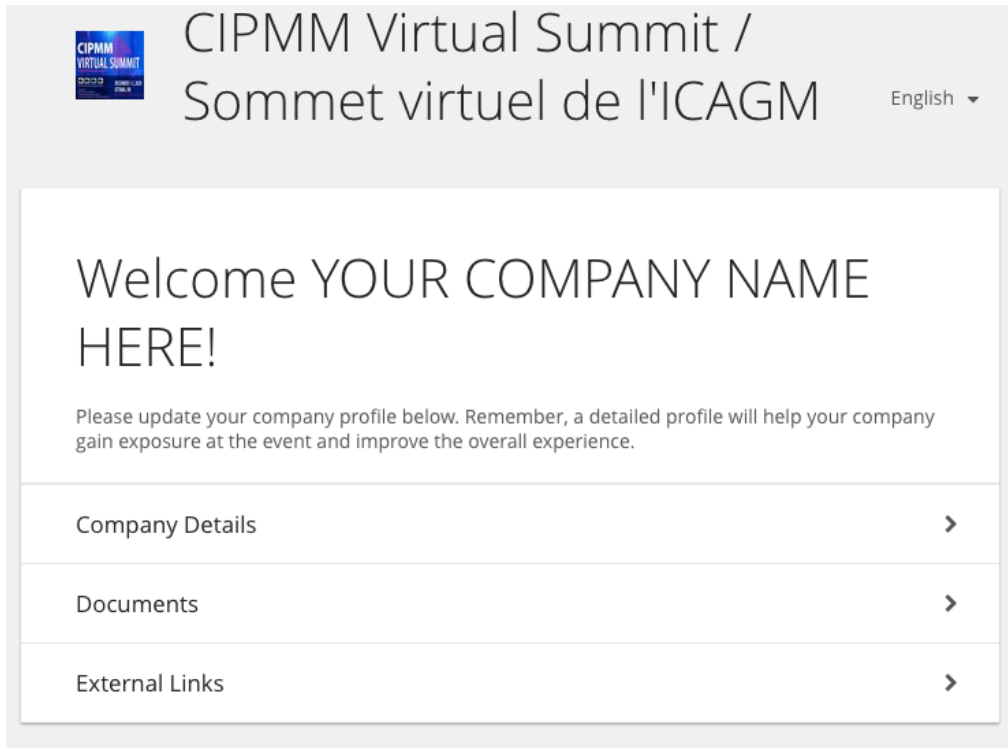 CIPMM Virtual Summit /
Sommet virtuel de l'ICAGM
CIPMM
VIRTUAL SUMMIT
English
Welcome YOUR COMPANY NAME
HERE!
Please update your company profile below. Remember, a detailed profile will help your company
gain exposure at the event and improve the overall experience.
Company Details
Documents
External Links